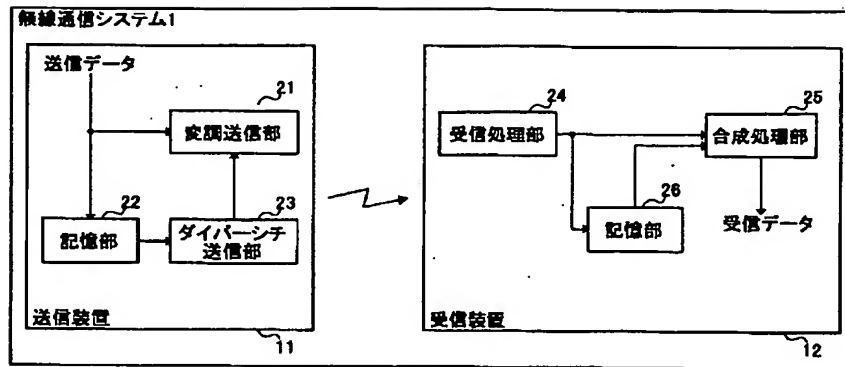 無線通信システム1
送信データ
21
変調送信部
22
記憶部
23
ダイバーシチ
送信部
送信装置
11
24
受信処理部
25
合成処理部
26
記憶部
受信データ
受信装置
12